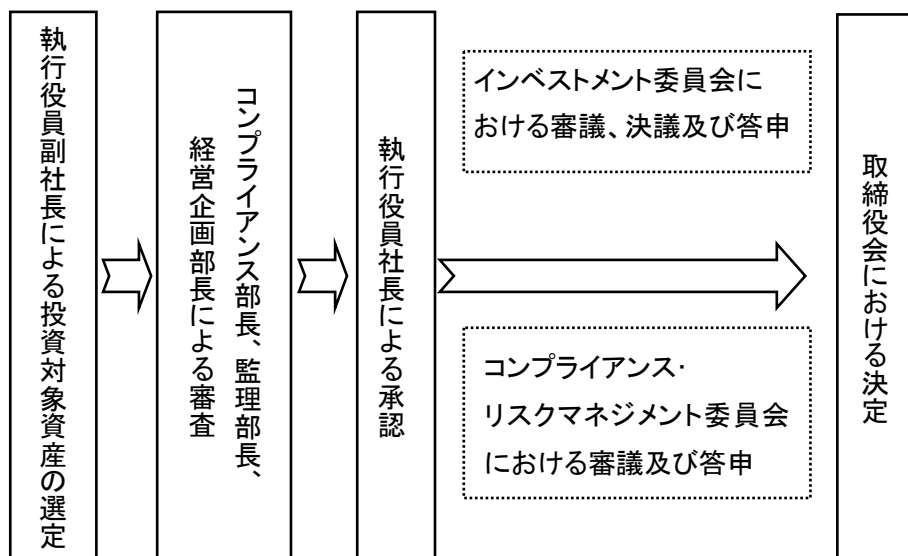 執行役員副社長による投資対象資産の選定
コンプライアンス部長、監理部長、
経営企画部長による審査
執行役員社長による承認
インベストメント委員会に
おける審議、決議及び答申
コンプライアンス・
リスクマネジメント委員会
における審議及び答申
取締役会における決定